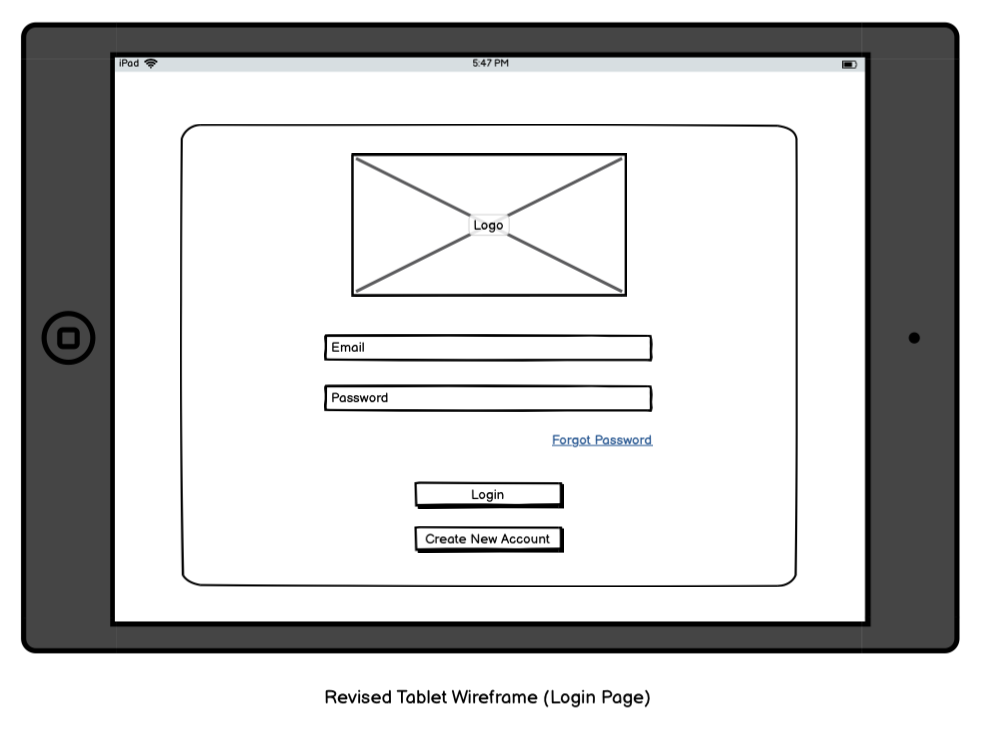 iPad 5:47 PM
Logo
Email
Password
Forgot Password
Login
Create New Account
Revised Tablet Wireframe (Login Page)